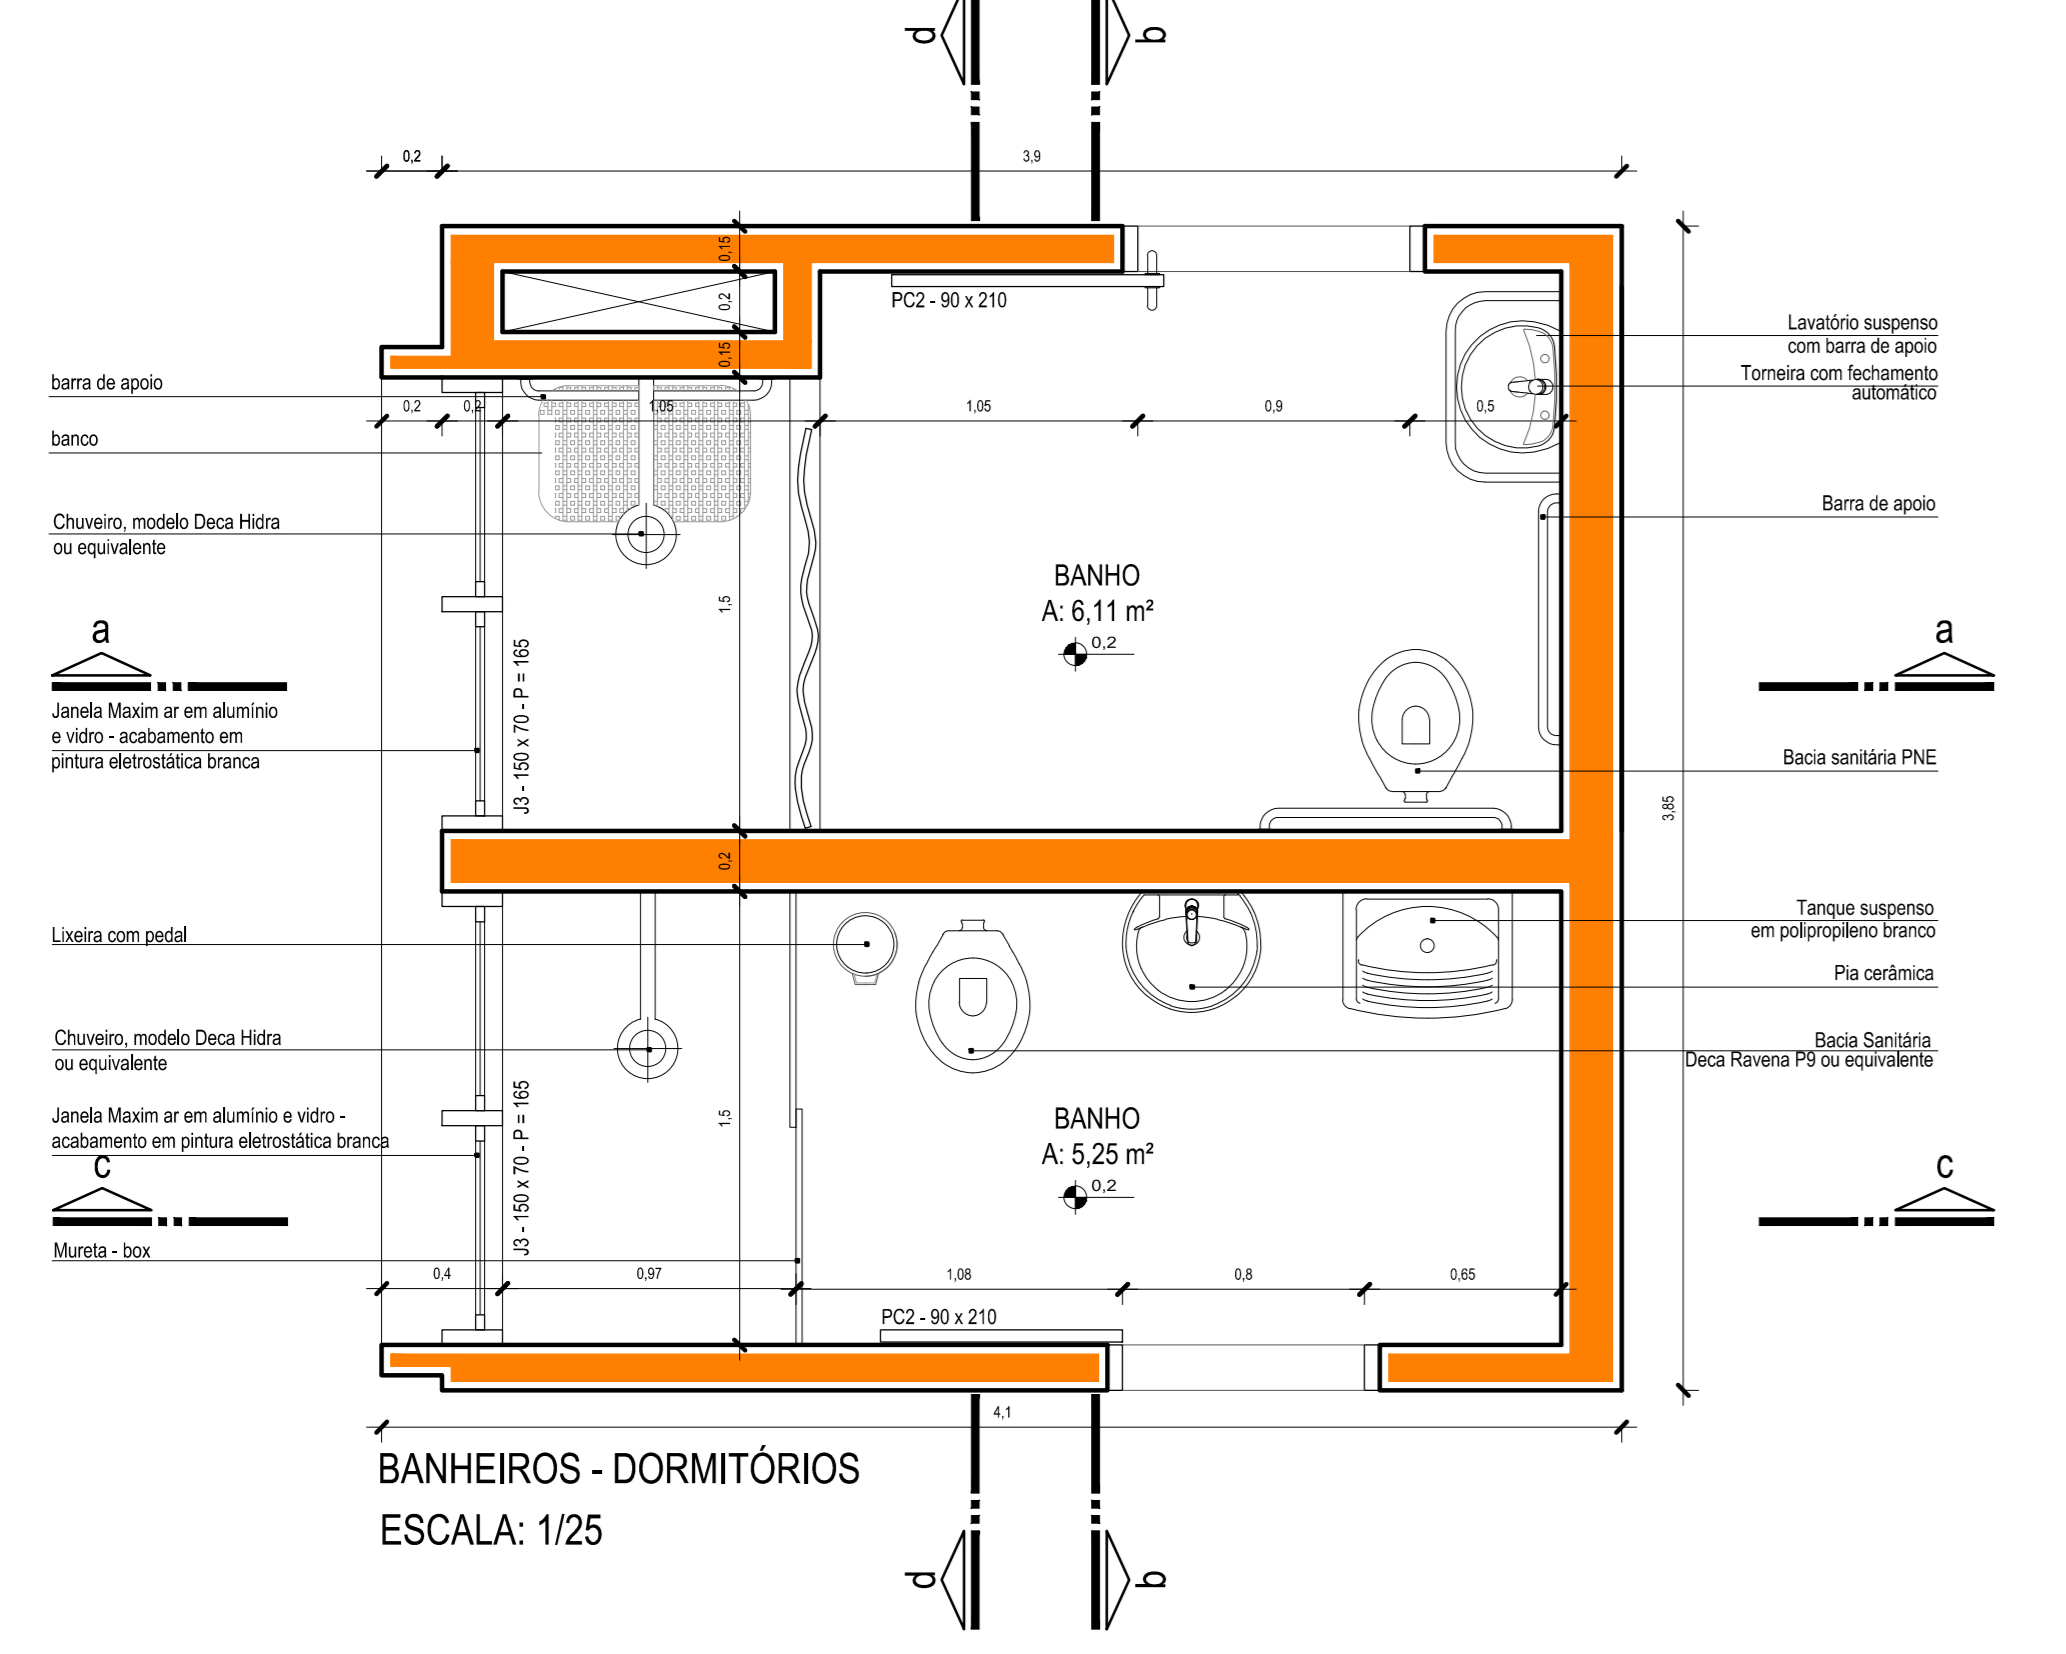 d
b
0,2
3,9
0,15
0,2
0,15
PC2 - 90 x 210
Lavatório suspenso
com barra de apoio
Torneira com fechamento
automático
barra de apoio
0,2
0,2
1,05
1,05
0,9
0,5
banco
Barra de apoio
Chuveiro, modelo Deca Hidra
ou equivalente
BANHO
A: 6,11 m²
0,2
1,5
a
a
J3 - 150 x 70 - P = 165
Janela Maxim ar em alumínio
e vidro - acabamento em
pintura eletrostática branca
Bacia sanitária PNE
3,85
0,2
Tanque suspenso
em polipropileno branco
Lixeira com pedal
Pia cerâmica
Chuveiro, modelo Deca Hidra
ou equivalente
Bacia Sanitária
Deca Ravena P9 ou equivalente
Janela Maxim ar em alumínio e vidro -
acabamento em pintura eletrostática branca
J3 - 150 x 70 - P = 165
1,5
BANHO
A: 5,25 m²
0,2
c
c
Mureta - box
0,4
0,97
1,08
0,8
0,65
PC2 - 90 x 210
4,1
BANHEIROS - DORMITÓRIOS
ESCALA: 1/25
d
b